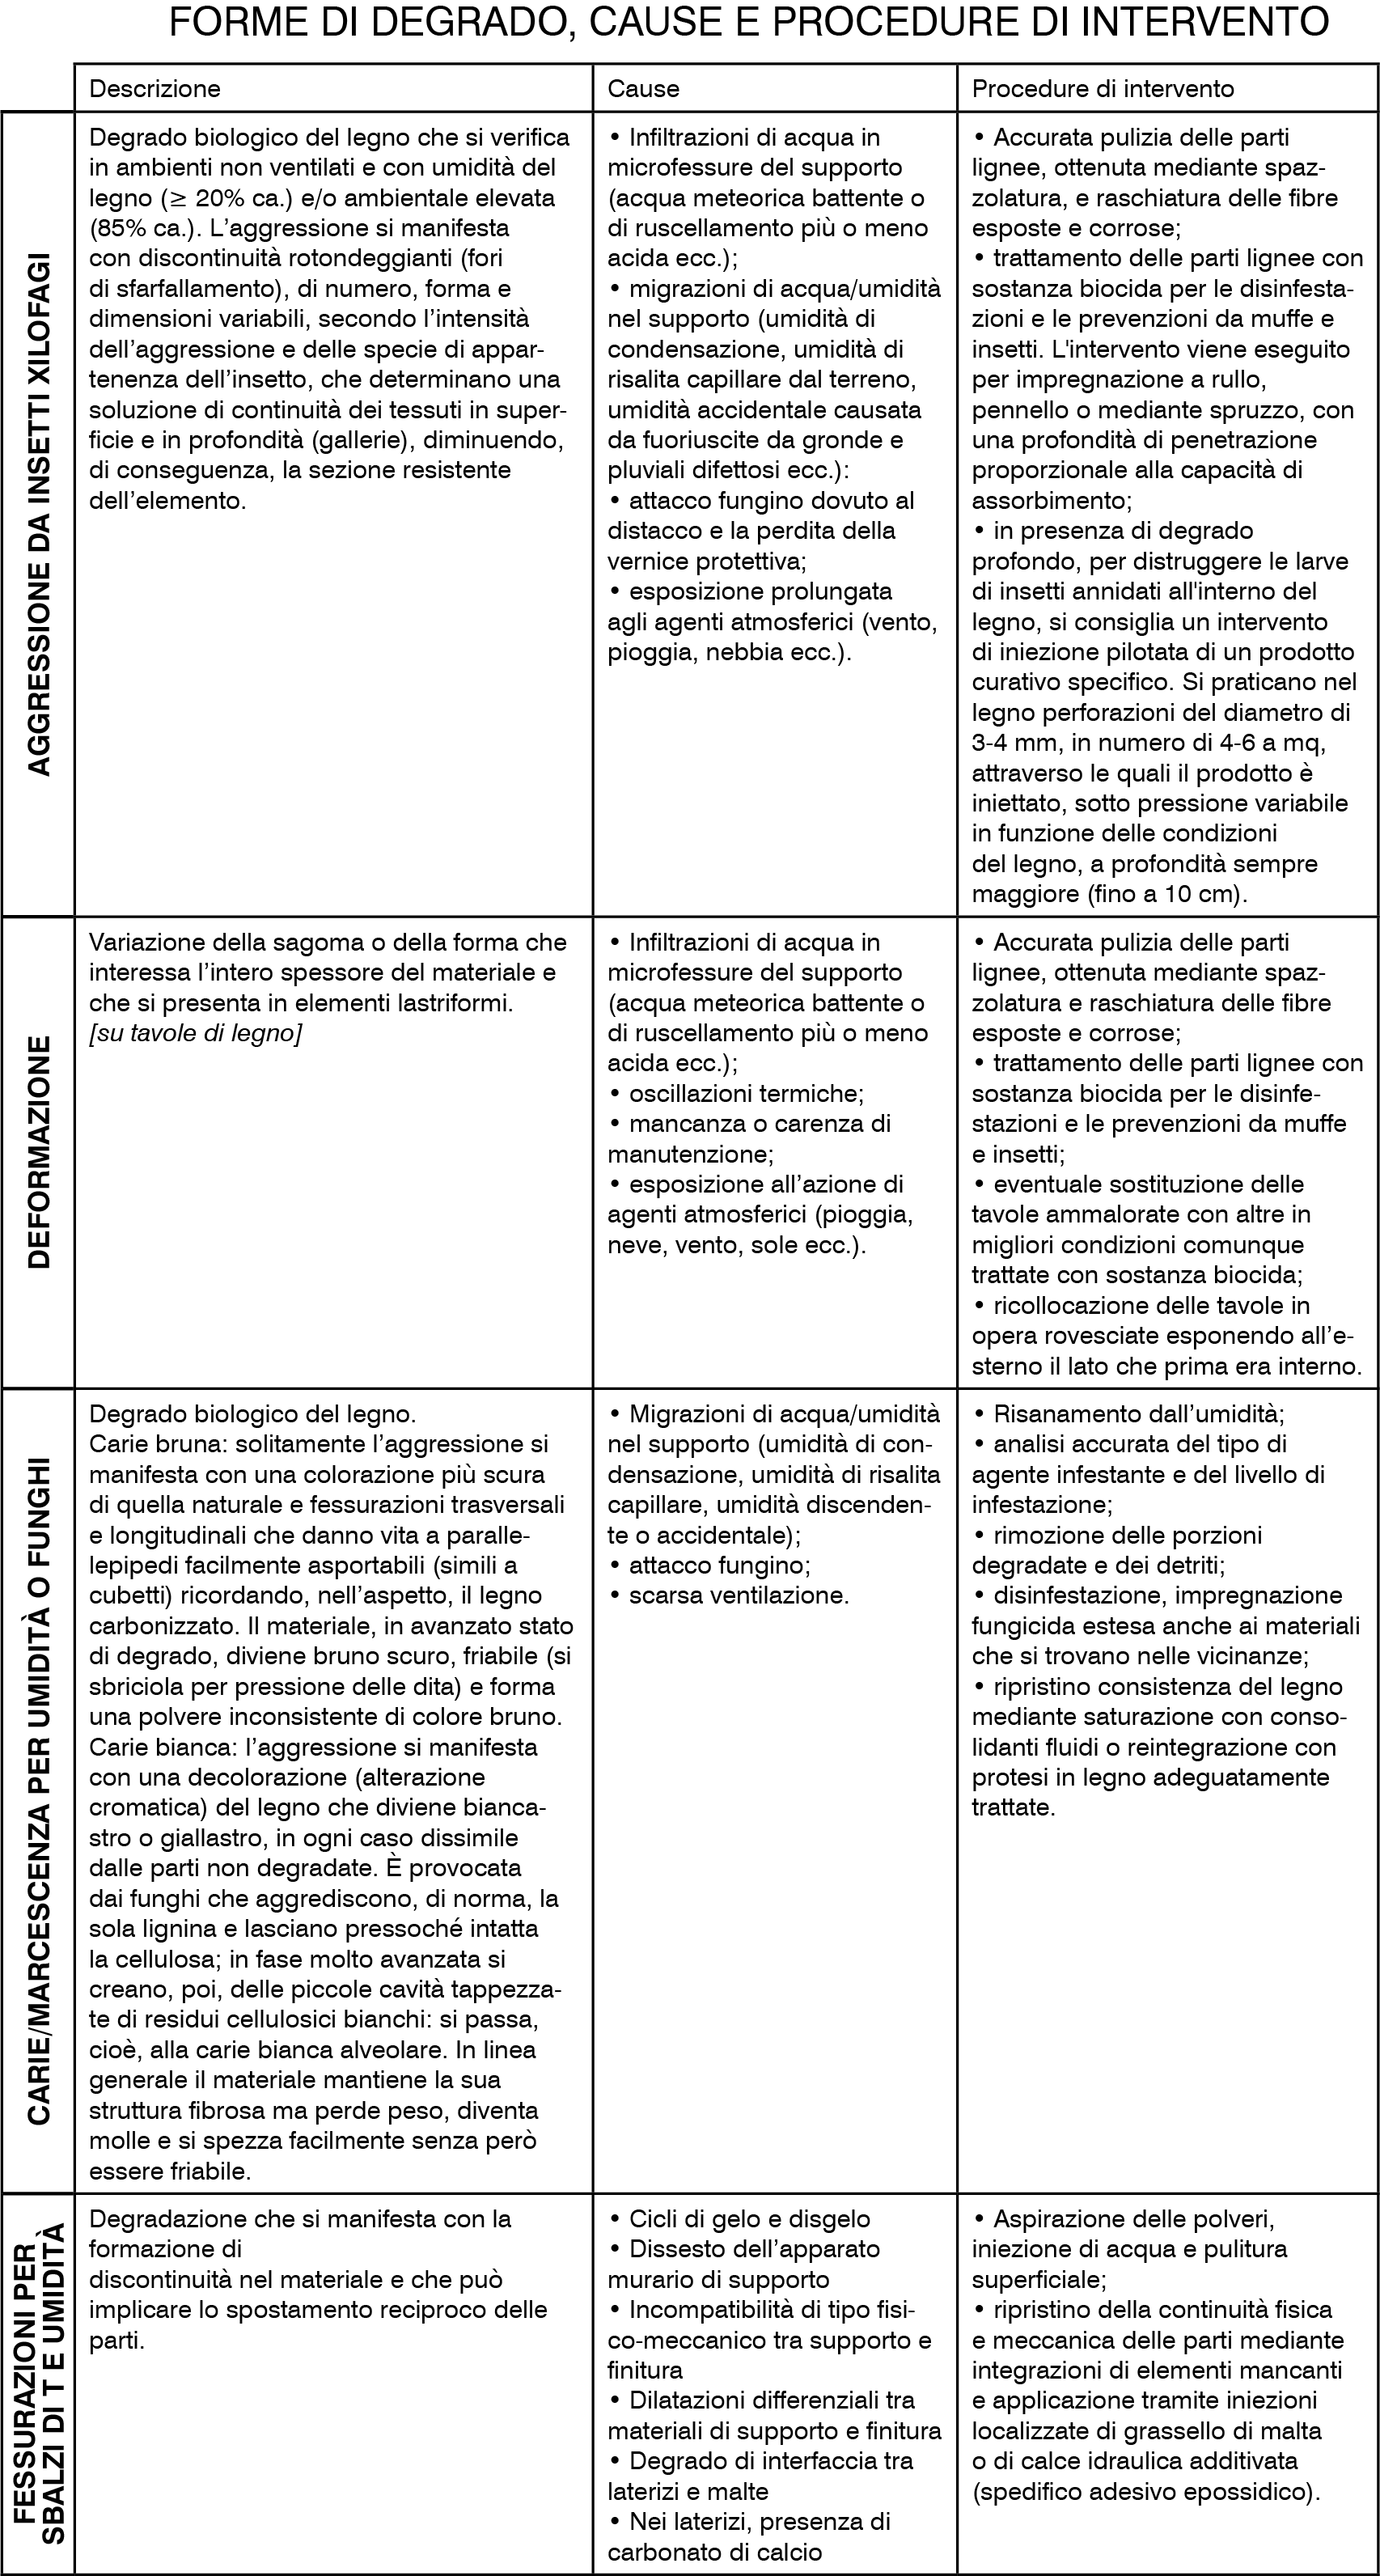 FORME DI DEGRADO, CAUSE E PROCEDURE DI INTERVENTO
Descrizione
Cause
Procedure di intervento
AGGRESSIONE DA INSETTI XILOFAGI
Degrado biologico del legno che si verifica
in ambienti non ventilati e con umidità del
legno (≥ 20% ca.) e/o ambientale elevata
(85% ca.). L’aggressione si manifesta
con discontinuità rotondeggianti (fori
di sfarfallamento), di numero, forma e
dimensioni variabili, secondo l’intensità
dell’aggressione e delle specie di appar-
tenenza dell’insetto, che determinano una
soluzione di continuità dei tessuti in super-
ficie e in profondità (gallerie), diminuendo,
di conseguenza, la sezione resistente
dell’elemento.
• Infiltrazioni di acqua in
microfessure del supporto
(acqua meteorica battente o
di ruscellamento più o meno
acida ecc.);
• migrazioni di acqua/umidità
nel supporto (umidità di
condensazione, umidità di
risalita capillare dal terreno,
umidità accidentale causata
da fuoriuscite da gronde e
pluviali difettosi ecc.):
• attacco fungino dovuto al
distacco e la perdita della
vernice protettiva;
• esposizione prolungata
agli agenti atmosferici (vento,
pioggia, nebbia ecc.).
• Accurata pulizia delle parti
lignee, ottenuta mediante spaz-
zolatura, e raschiatura delle fibre
esposte e corrose;
• trattamento delle parti lignee con
sostanza biocida per le disinfesta-
zioni e le prevenzioni da muffe e
insetti. L'intervento viene eseguito
per impregnazione a rullo,
pennello o mediante spruzzo, con
una profondità di penetrazione
proporzionale alla capacità di
assorbimento;
• in presenza di degrado
profondo, per distruggere le larve
di insetti annidati all'interno del
legno, si consiglia un intervento
di iniezione pilotata di un prodotto
curativo specifico. Si praticano nel
legno perforazioni del diametro di
3-4 mm, in numero di 4-6 a mq,
attraverso le quali il prodotto è
iniettato, sotto pressione variabile
in funzione delle condizioni
del legno, a profondità sempre
maggiore (fino a 10 cm).
DEFORMAZIONE
Variazione della sagoma o della forma che
interessa l’intero spessore del materiale e
che si presenta in elementi lastriformi.
[su tavole di legno]
• Infiltrazioni di acqua in
microfessure del supporto
(acqua meteorica battente o
di ruscellamento più o meno
acida ecc.);
• oscillazioni termiche;
• mancanza o carenza di
manutenzione;
• esposizione all’azione di
agenti atmosferici (pioggia,
neve, vento, sole ecc.).
• Accurata pulizia delle parti
lignee, ottenuta mediante spaz-
zolatura e raschiatura delle fibre
esposte e corrose;
• trattamento delle parti lignee con
sostanza biocida per le disinfe-
stazioni e le prevenzioni da muffe
e insetti;
• eventuale sostituzione delle
tavole ammalorate con altre in
migliori condizioni comunque
trattate con sostanza biocida;
• ricollocazione delle tavole in
opera rovesciate esponendo all’e-
sterno il lato che prima era interno.
CARIE/MARCESCENZA PER UMIDITÀ O FUNGHI
Degrado biologico del legno.
Carie bruna: solitamente l’aggressione si
manifesta con una colorazione più scura
di quella naturale e fessurazioni trasversali
e longitudinali che danno vita a paralle-
lepipedi facilmente asportabili (simili a
cubetti) ricordando, nell’aspetto, il legno
carbonizzato. Il materiale, in avanzato stato
di degrado, diviene bruno scuro, friabile (si
sbriciola per pressione delle dita) e forma
una polvere inconsistente di colore bruno.
Carie bianca: l’aggressione si manifesta
con una decolorazione (alterazione
cromatica) del legno che diviene bianca-
stro o giallastro, in ogni caso dissimile
dalle parti non degradate. È provocata
dai funghi che aggrediscono, di norma, la
sola lignina e lasciano pressoché intatta
la cellulosa; in fase molto avanzata si
creano, poi, delle piccole cavità tappezza-
te di residui cellulosici bianchi: si passa,
cioè, alla carie bianca alveolare. In linea
generale il materiale mantiene la sua
struttura fibrosa ma perde peso, diventa
molle e si spezza facilmente senza però
essere friabile.
• Migrazioni di acqua/umidità
nel supporto (umidità di con-
densazione, umidità di risalita
capillare, umidità discenden-
te o accidentale);
• attacco fungino;
• scarsa ventilazione.
• Risanamento dall’umidità;
• analisi accurata del tipo di
agente infestante e del livello di
infestazione;
• rimozione delle porzioni
degradate e dei detriti;
• disinfestazione, impregnazione
fungicida estesa anche ai materiali
che si trovano nelle vicinanze;
• ripristino consistenza del legno
mediante saturazione con conso-
lidanti fluidi o reintegrazione con
protesi in legno adeguatamente
trattate.
FESSURAZIONI PER
SBALZI DI T E UMIDITÀ
Degradazione che si manifesta con la
formazione di
discontinuità nel materiale e che può
implicare lo spostamento reciproco delle
parti.
• Cicli di gelo e disgelo
• Dissesto dell’apparato
murario di supporto
• Incompatibilità di tipo fisi-
co-meccanico tra supporto e
finitura
• Dilatazioni differenziali tra
materiali di supporto e finitura
• Degrado di interfaccia tra
laterizi e malte
• Nei laterizi, presenza di
carbonato di calcio
• Aspirazione delle polveri,
iniezione di acqua e pulitura
superficiale;
• ripristino della continuità fisica
e meccanica delle parti mediante
integrazioni di elementi mancanti
e applicazione tramite iniezioni
localizzate di grassello di malta
o di calce idraulica additivata
(spedifico adesivo epossidico).